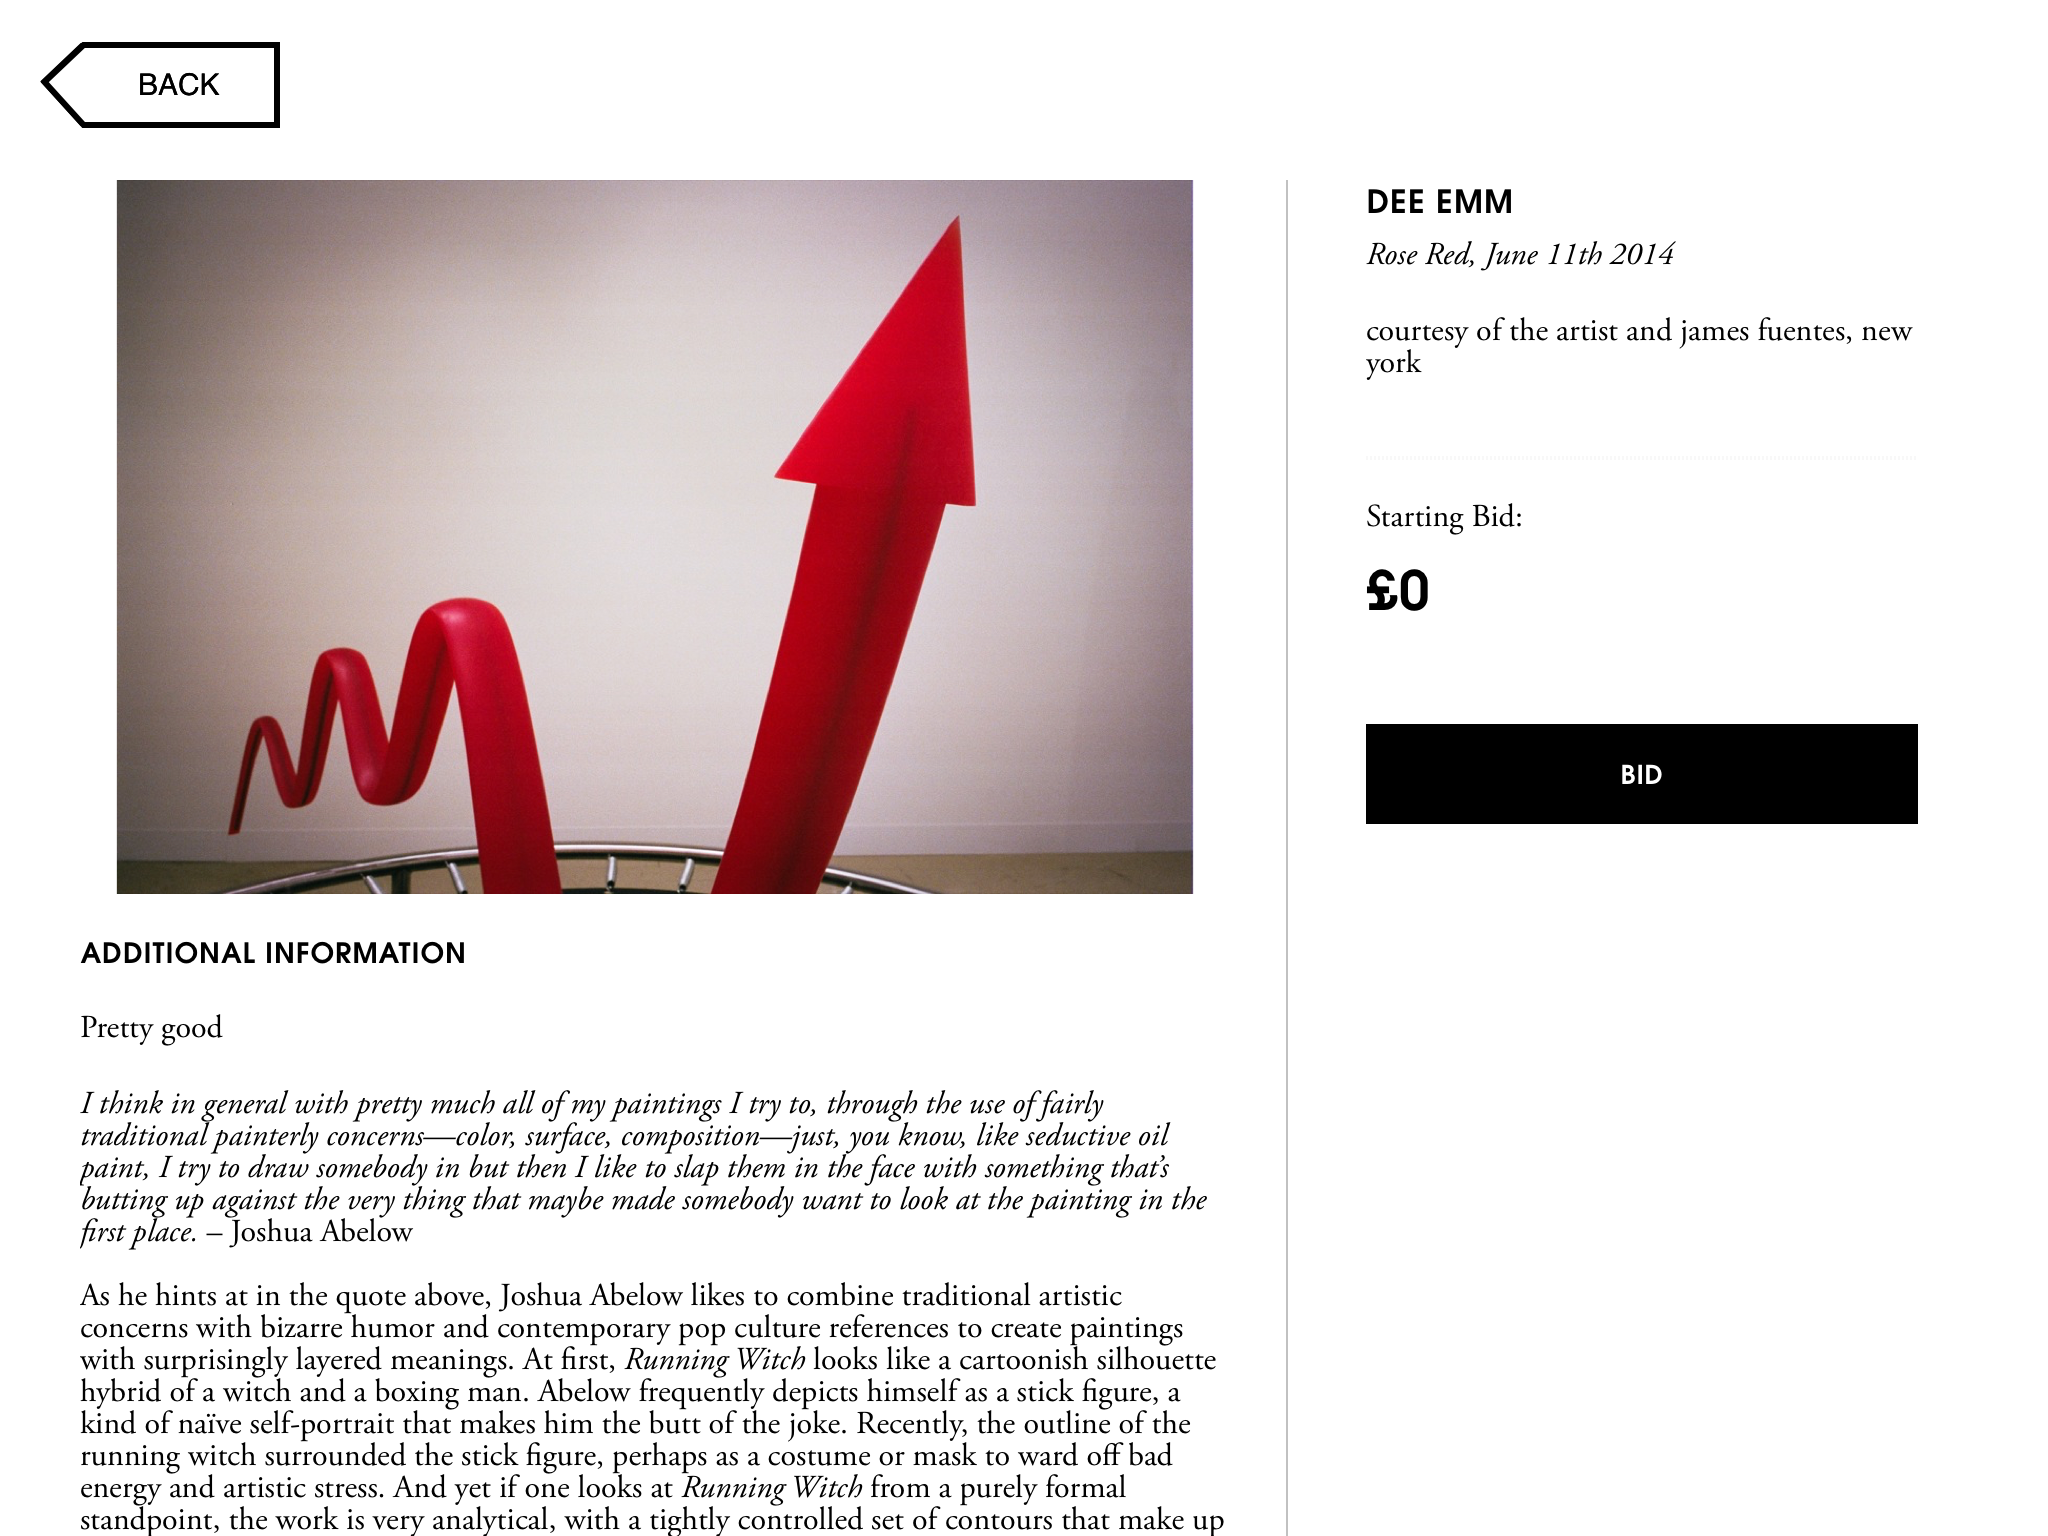 BACK
DEE EMM
Rose Red, June 11th 2014
courtesy of the artist and james fuentes, new
york
Starting Bid:
£0
BID
ADDITIONAL INFORMATION
Pretty good
I think in general with pretty much all of my paintings I try to, through the use of fairly
traditional painterly concerns—color, surface, composition—just, you know, like seductive oil
paint, I try to draw somebody in but then I like to slap them in the face with something that’s
butting up against the very thing that maybe made somebody want to look at the painting in the
first place. – Joshua Abelow
As he hints at in the quote above, Joshua Abelow likes to combine traditional artistic
concerns with bizarre humor and contemporary pop culture references to create paintings
with surprisingly layered meanings. At first, Running Witch looks like a cartoonish silhouette
hybrid of a witch and a boxing man. Abelow frequently depicts himself as a stick figure, a
kind of naïve self-portrait that makes him the butt of the joke. Recently, the outline of the
running witch surrounded the stick figure, perhaps as a costume or mask to ward off bad
energy and artistic stress. And yet if one looks at Running Witch from a purely formal
standpoint, the work is very analytical, with a tightly controlled set of contours that make up